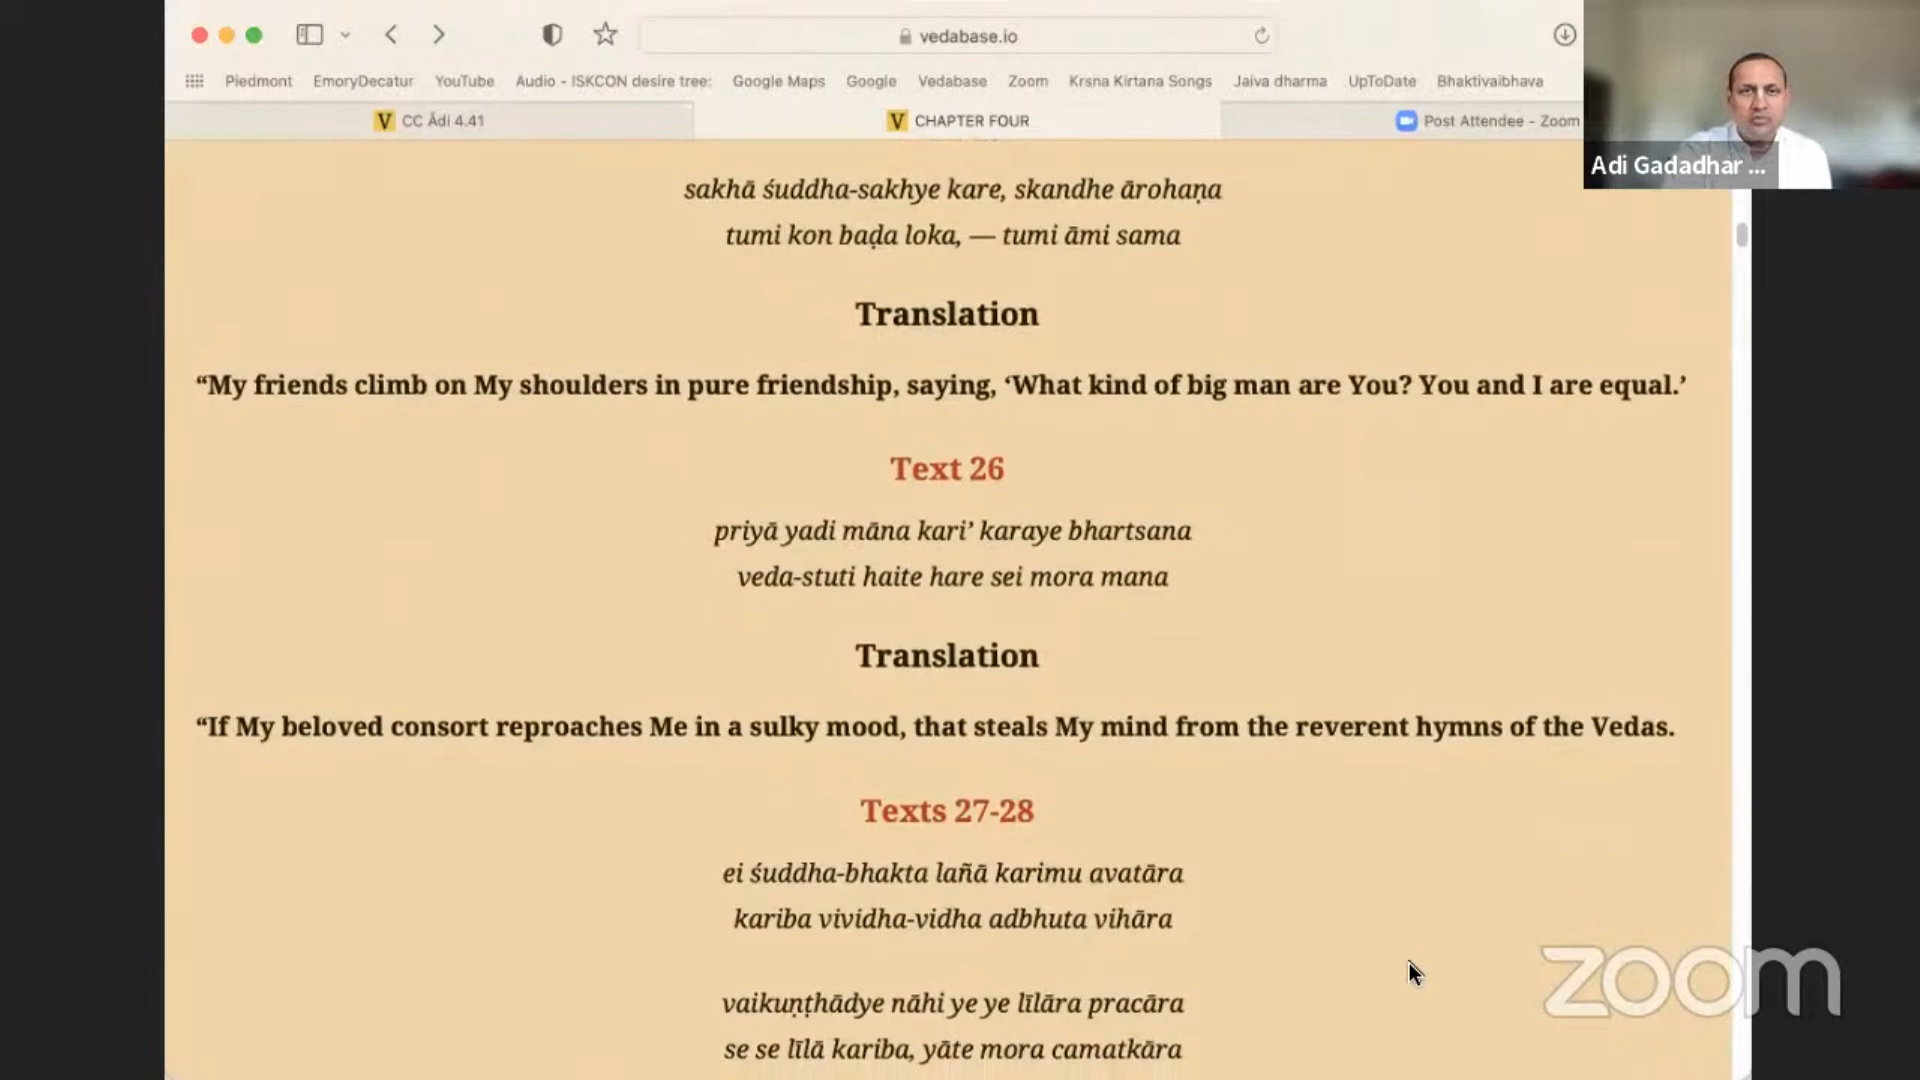 vedabase.io
Piedmont EmoryDecatur YouTube Audio - ISKCON desire tree: Google Maps Google Vedabase Zoom Krsna Kirtana Songs Jaiva dharma UpToDate Bhaktivaibhava
V CC Ādi 4.41 V CHAPTER FOUR Post Attendee - Zoom
Adi Gadadhar ...
sakhā śuddha-sakhye kare, skandhe ārohaṇa
tumi kon baḍa loka, — tumi āmi sama
Translation
“My friends climb on My shoulders in pure friendship, saying, ‘What kind of big man are You? You and I are equal.’
Text 26
priyā yadi māna kari’ karaye bhartsana
veda-stuti haite hare sei mora mana
Translation
“If My beloved consort reproaches Me in a sulky mood, that steals My mind from the reverent hymns of the Vedas.
Texts 27-28
ei śuddha-bhakta lañā karimu avatāra
kariba vividha-vidha adbhuta vihāra
vaikuṇṭhādye nāhi ye ye līlāra pracāra
se se līlā kariba, yāte mora camatkāra
zoom